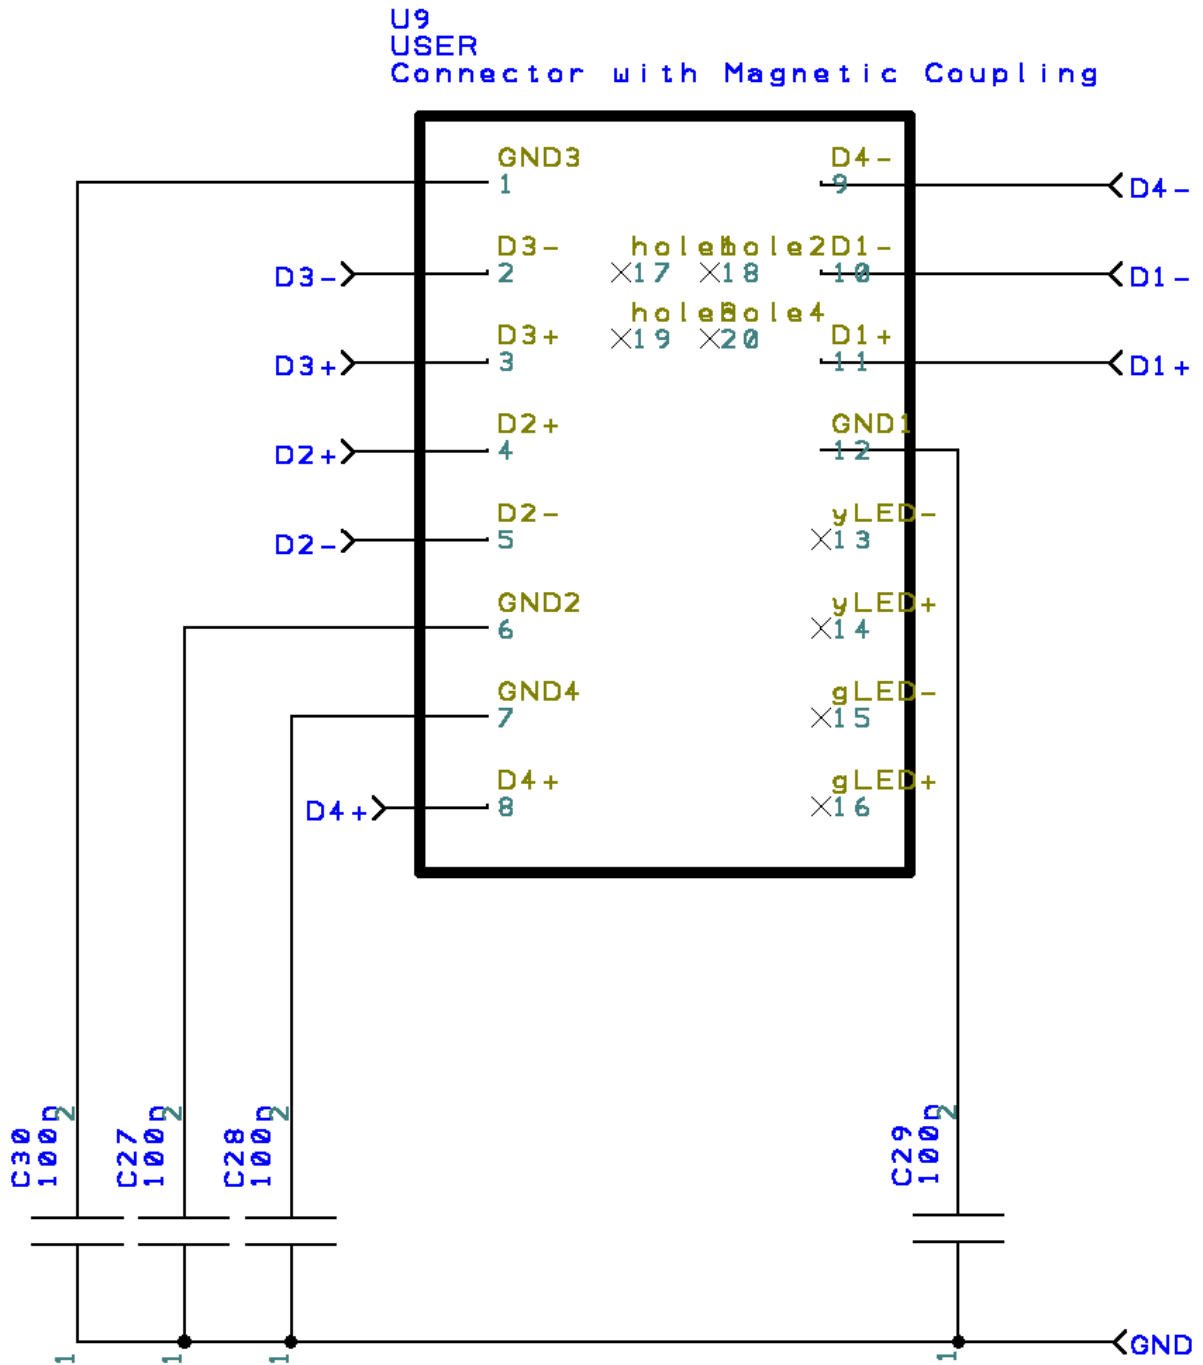 U9
USER
Connector with Magnetic Coupling
GND3
1
D4-
9
D4-
D3-
D3-
2
hole1
17
hole2
18
D1-
10
D1-
D3+
D3+
3
hole3
19
hole4
20
D1+
11
D1+
D2+
D2+
4
GND1
12
D2-
D2-
5
yLED-
13
GND2
6
yLED+
14
GND4
7
gLED-
15
D4+
D4+
8
gLED+
16
C30
100n
2
C27
100n
2
C28
100n
2
C29
100n
2
1
1
1
1
GND